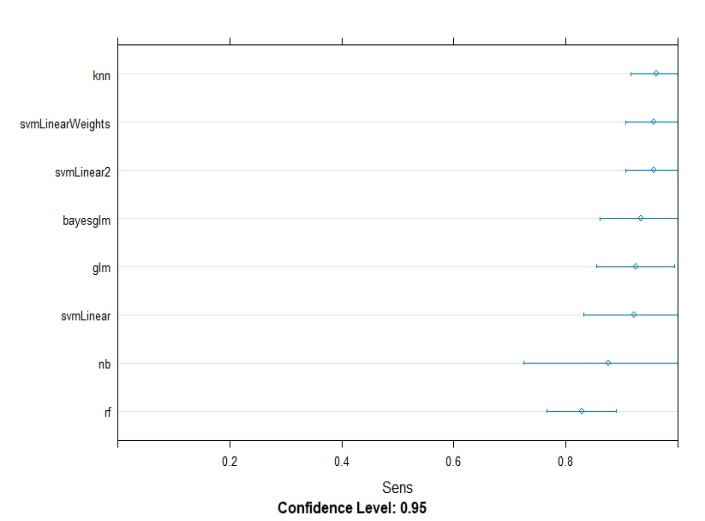 knn
svmLinearWeights
svmLinear2
bayesglm
glm
svmLinear
nb
rf
0.2 0.4 0.6 0.8
Sens
Confidence Level: 0.95